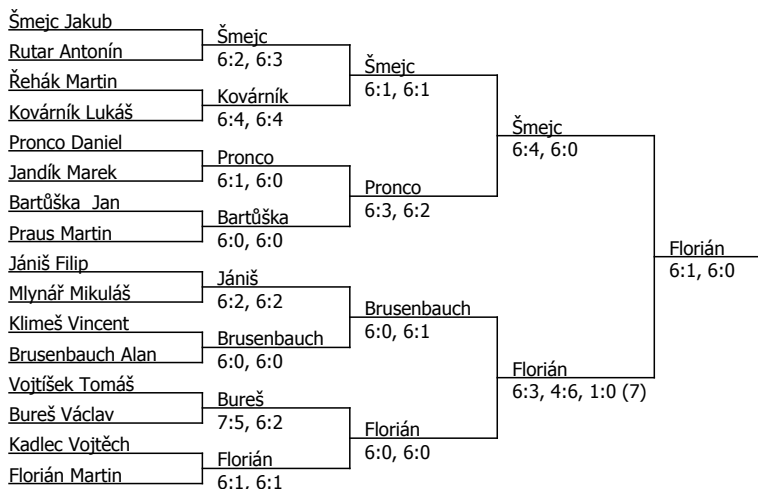 Šmejc Jakub
Rutar Antonín
Řehák Martin
Kovárník Lukáš
Pronco Daniel
Jandík Marek
Bartůška  Jan
Praus Martin
Jániš Filip
Mlynář Mikuláš
Klimeš Vincent
Brusenbauch Alan
Vojtíšek Tomáš
Bureš Václav
Kadlec Vojtěch
Florián Martin
Šmejc
6:2, 6:3
Kovárník
6:4, 6:4
Pronco
6:1, 6:0
Bartůška
6:0, 6:0
Jániš
6:2, 6:2
Brusenbauch
6:0, 6:0
Bureš
7:5, 6:2
Florián
6:1, 6:1
Šmejc
6:1, 6:1
Pronco
6:3, 6:2
Brusenbauch
6:0, 6:1
Florián
6:0, 6:0
Šmejc
6:4, 6:0
Florián
6:3, 4:6, 1:0 (7)
Florián
6:1, 6:0